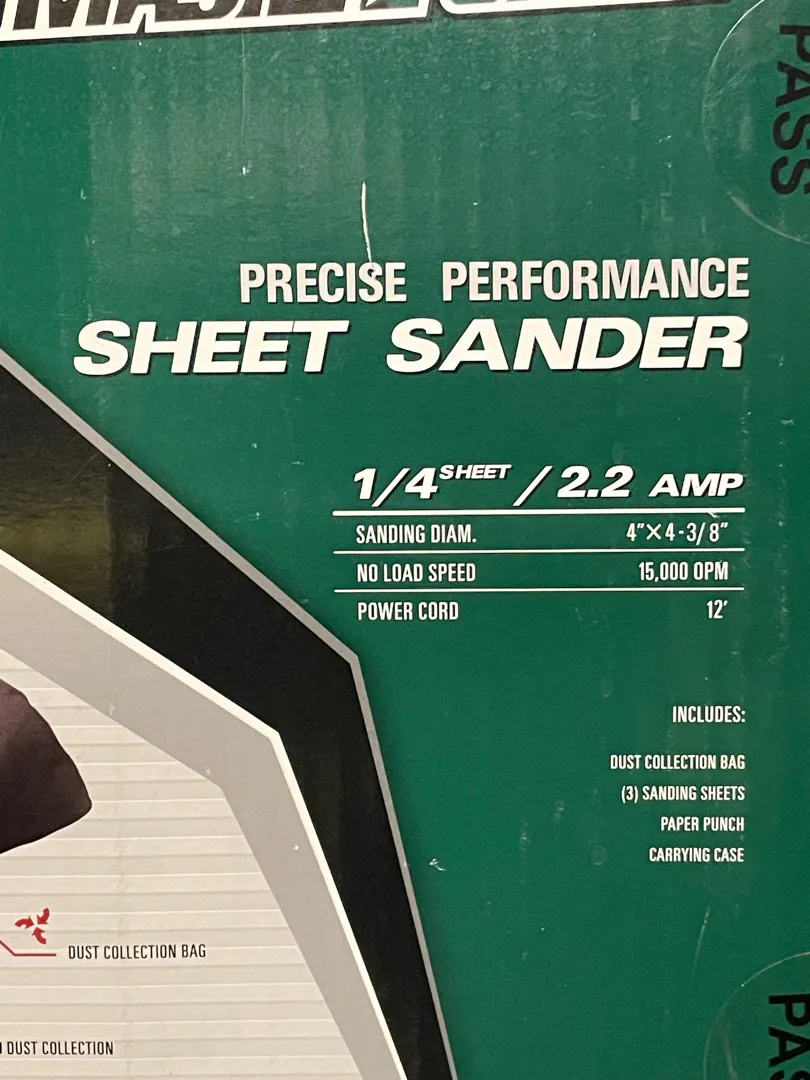 PASS
PRECISE PERFORMANCE
SHEET SANDER
1/4 SHEET / 2.2 AMP
SANDING DIAM. 4"×4-3/8"
NO LOAD SPEED 15,000 OPM
POWER CORD 12'
INCLUDES:
DUST COLLECTION BAG
(3) SANDING SHEETS
PAPER PUNCH
CARRYING CASE
DUST COLLECTION BAG
DUST COLLECTION
PAS